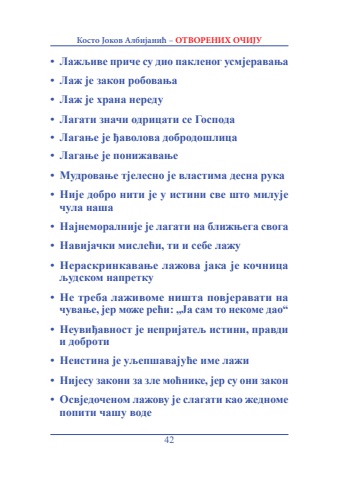 Косто Јоков Албијанић – ОТВОРЕНИХ ОЧИЈУ
• Лажљиве приче су дио пакленог усмјеравања
• Лаж је закон робовања
• Лаж је храна нереду
• Лагати значи одрицати се Господа
• Лагање је ђаволова добродошлица
• Лагање је понижавање
• Мудровање тјелесно је властима десна рука
• Није добро нити је у истини све што милује
чула наша
• Најнеморалније је лагати на ближњега свога
• Навијачки мислећи, ти и себе лажу
• Нераскринкавање лажова јака је кочница
људском напретку
• Не треба лаживоме ништа повјеравати на
чување, јер може рећи: „Ја сам то некоме дао“
• Неувиђавност је непријатељ истини, правди
и доброти
• Неистина је уљепшавајуће име лажи
• Нијесу закони за зле моћнике, јер су они закон
• Освједоченом лажову је слагати као жедноме
попити чашу воде
42